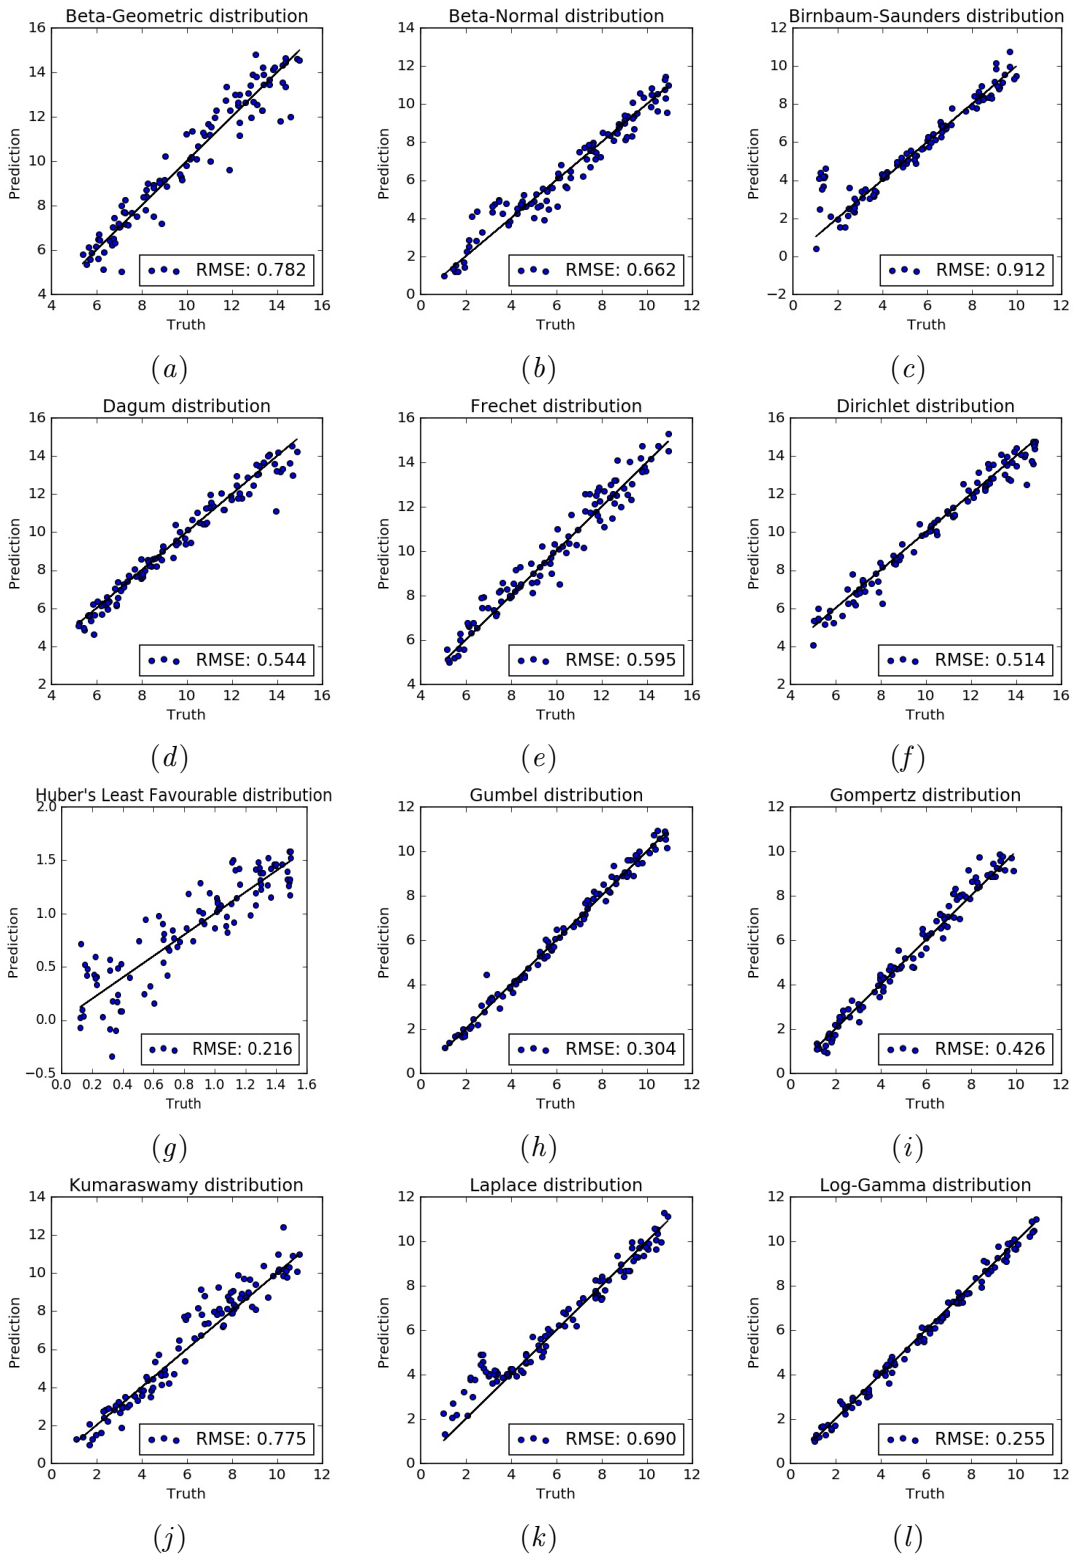 Beta-Geometric distribution
16
14
12
10
8
6
4
4 6 8 10 12 14 16
Prediction
Truth
RMSE: 0.782
(a)
Beta-Normal distribution
14
12
10
8
6
4
2
0
0 2 4 6 8 10 12
Prediction
Truth
RMSE: 0.662
(b)
Birnbaum-Saunders distribution
12
10
8
6
4
2
0
−2
0 2 4 6 8 10 12
Prediction
Truth
RMSE: 0.912
(c)
Dagum distribution
16
14
12
10
8
6
4
2
4 6 8 10 12 14 16
Prediction
Truth
RMSE: 0.544
(d)
Frechet distribution
16
14
12
10
8
6
4
4 6 8 10 12 14 16
Prediction
Truth
RMSE: 0.595
(e)
Dirichlet distribution
16
14
12
10
8
6
4
2
4 6 8 10 12 14 16
Prediction
Truth
RMSE: 0.514
(f)
Huber's Least Favourable distribution
2.0
1.5
1.0
0.5
0.0
−0.5
0.0 0.2 0.4 0.6 0.8 1.0 1.2 1.4 1.6
Prediction
Truth
RMSE: 0.216
(g)
Gumbel distribution
12
10
8
6
4
2
0
0 2 4 6 8 10 12
Prediction
Truth
RMSE: 0.304
(h)
Gompertz distribution
12
10
8
6
4
2
0
0 2 4 6 8 10 12
Prediction
Truth
RMSE: 0.426
(i)
Kumaraswamy distribution
14
12
10
8
6
4
2
0
0 2 4 6 8 10 12
Prediction
Truth
RMSE: 0.775
(j)
Laplace distribution
12
10
8
6
4
2
0
0 2 4 6 8 10 12
Prediction
Truth
RMSE: 0.690
(k)
Log-Gamma distribution
12
10
8
6
4
2
0
0 2 4 6 8 10 12
Prediction
Truth
RMSE: 0.255
(l)